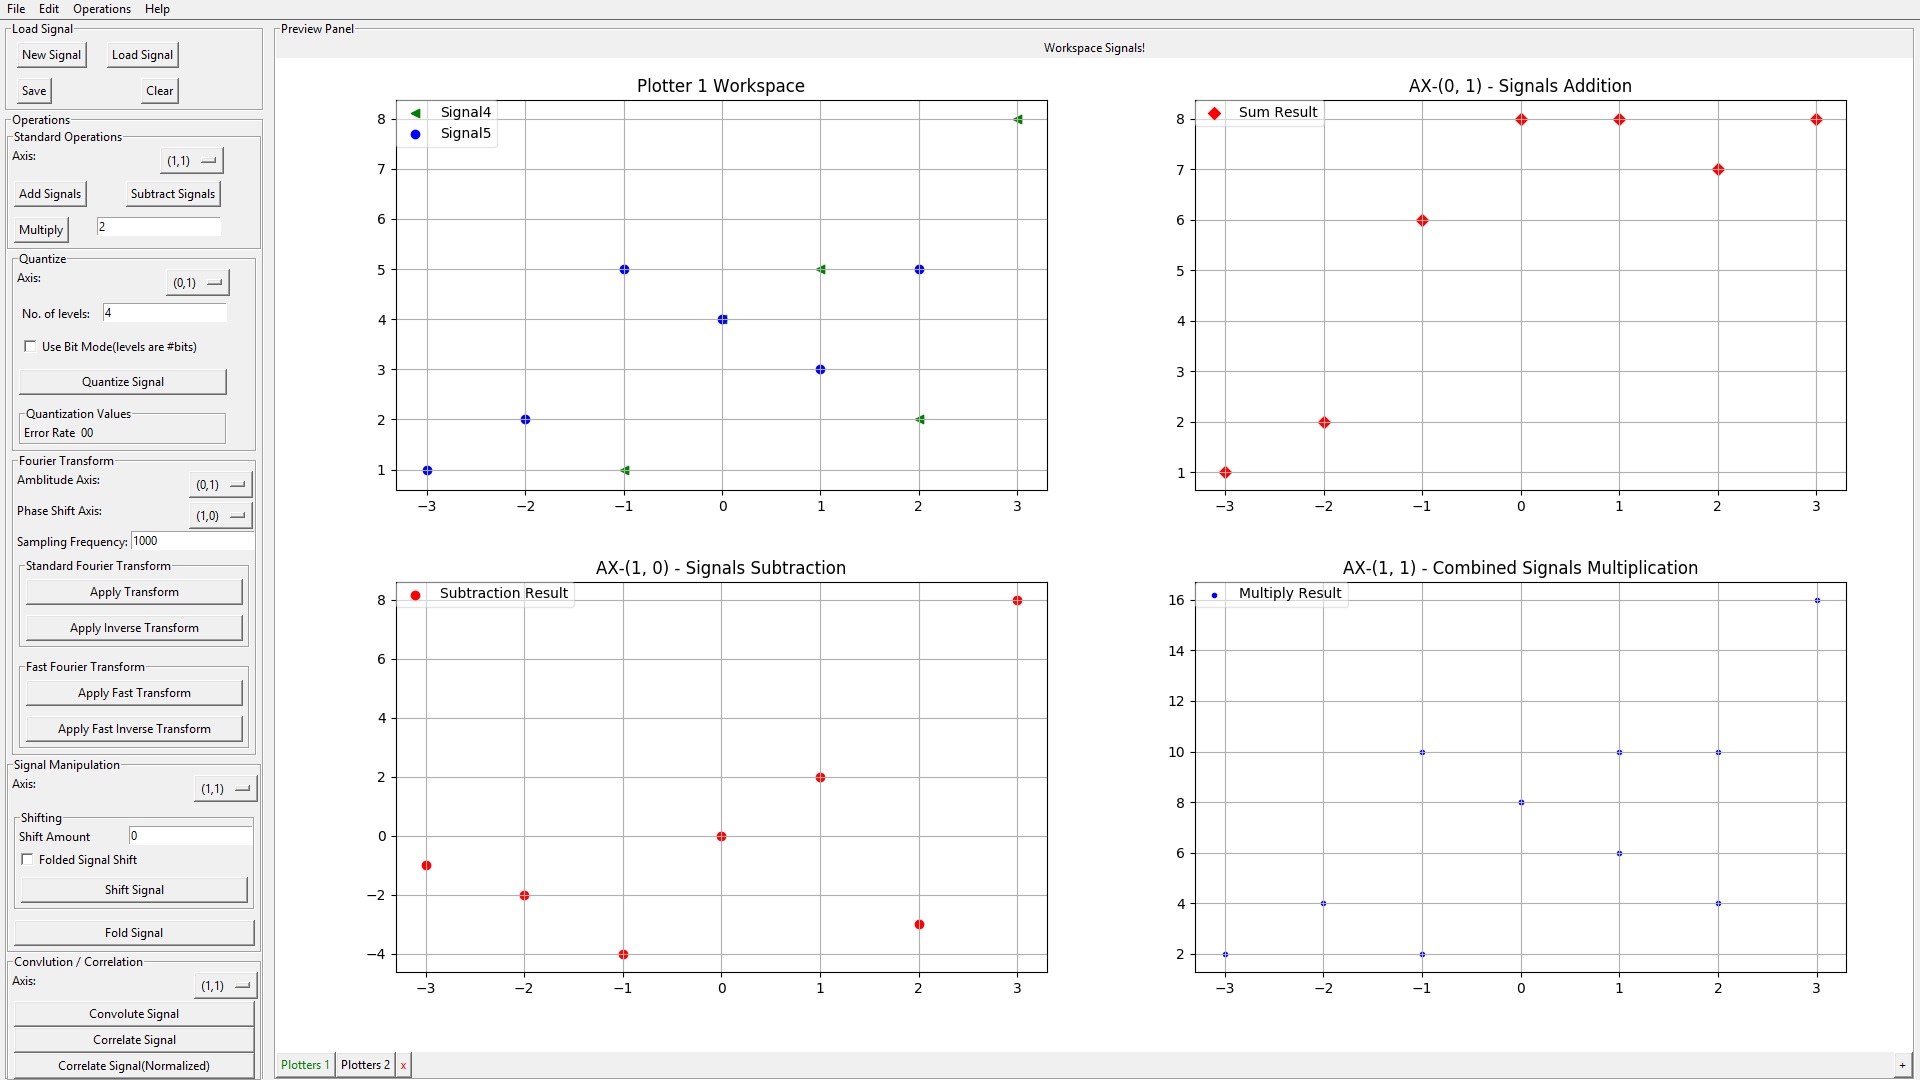 File Edit Operations Help
Load Signal
New Signal Load Signal
Save Clear
Operations
Standard Operations
Axis: (1,1)
Add Signals Subtract Signals
Multiply 2
Quantize
Axis: (0,1)
No. of levels: 4
Use Bit Mode(levels are #bits)
Quantize Signal
Quantization Values
Error Rate 00
Fourier Transform
Amblitude Axis: (0,1)
Phase Shift Axis: (1,0)
Sampling Frequency: 1000
Standard Fourier Transform
Apply Transform
Apply Inverse Transform
Fast Fourier Transform
Apply Fast Transform
Apply Fast Inverse Transform
Signal Manipulation
Axis: (1,1)
Shifting
Shift Amount 0
Folded Signal Shift
Shift Signal
Fold Signal
Convlution / Correlation
Axis: (1,1)
Convolute Signal
Correlate Signal
Correlate Signal(Normalized)
Preview Panel
Workspace Signals!
Plotter 1 Workspace
Signal4
Signal5
8
7
6
5
4
3
2
1
−3 −2 −1 0 1 2 3
AX-(0, 1) - Signals Addition
Sum Result
8
7
6
5
4
3
2
1
−3 −2 −1 0 1 2 3
AX-(1, 0) - Signals Subtraction
Subtraction Result
8
6
4
2
0
−2
−4
−3 −2 −1 0 1 2 3
AX-(1, 1) - Combined Signals Multiplication
Multiply Result
16
14
12
10
8
6
4
2
−3 −2 −1 0 1 2 3
Plotters 1 Plotters 2 x +